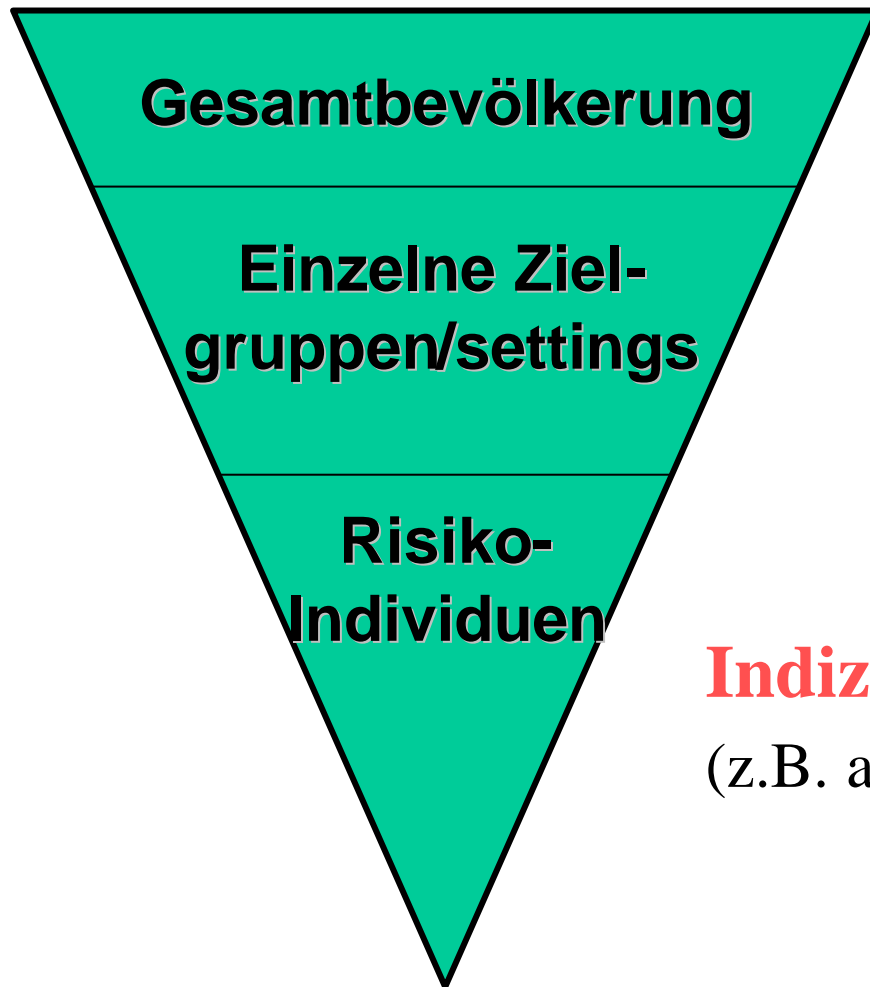 Gesamtbevölkerung
Einzelne Ziel-
gruppen/settings
Risiko-
Individuen
Indiz
(z.B. a